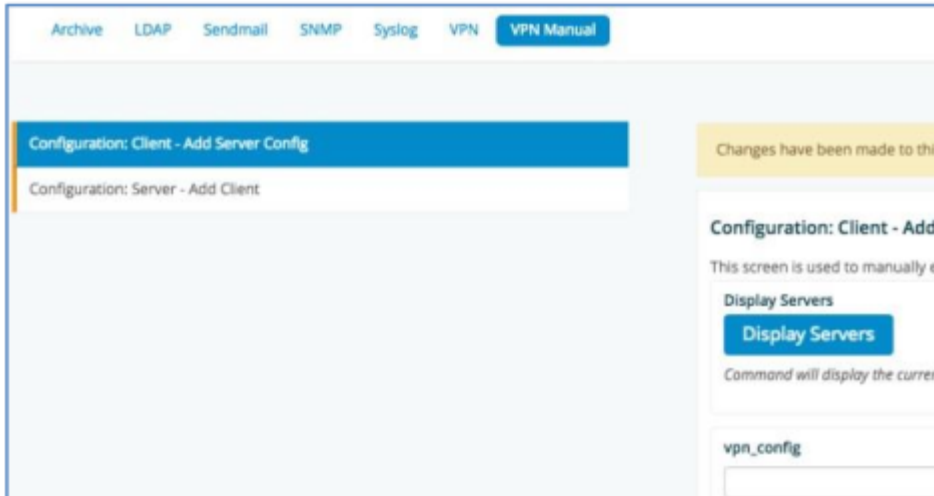 Archive LDAP Sendmail SNMP Syslog VPN VPN Manual
Configuration: Client - Add Server Config
Configuration: Server - Add Client
Changes have been made to thi
Configuration: Client - Add
This screen is used to manually e
Display Servers
Display Servers
Command will display the curre
vpn_config